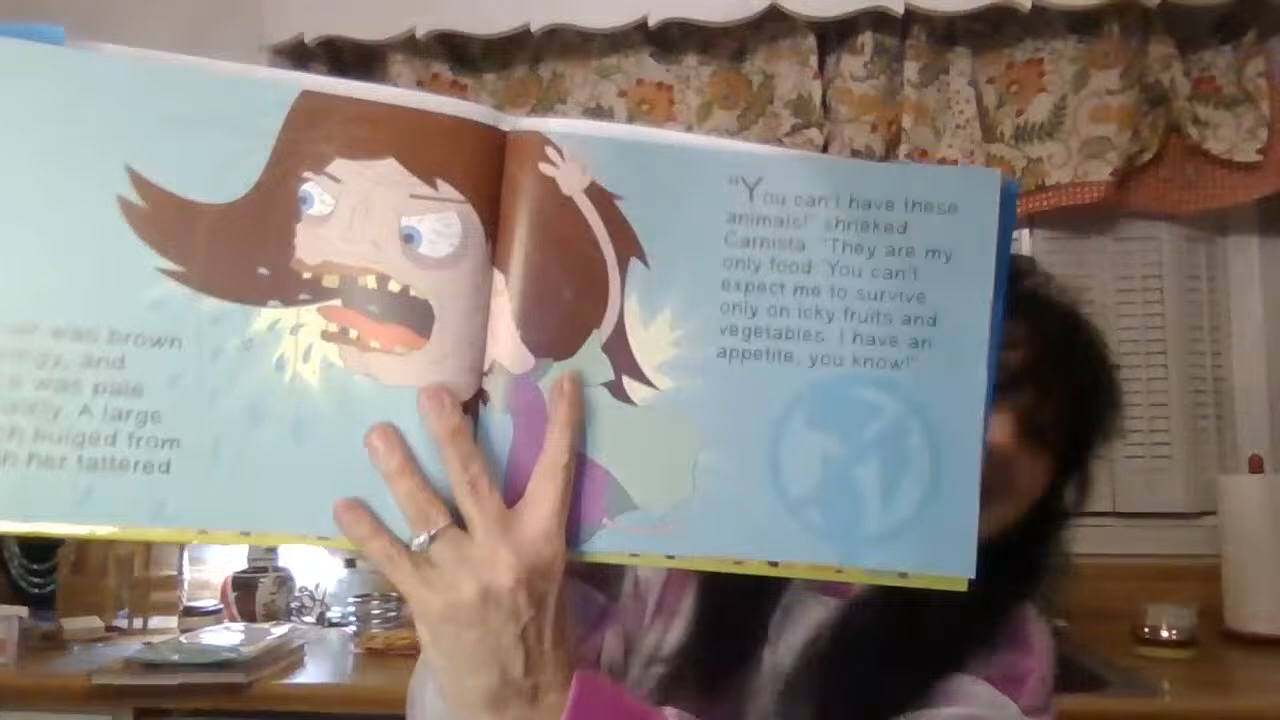 was brown
and
was pale
A large
bulged from
her tattered
"You can't have these
animals!" shrieked
Carnista. "They are my
only food. You can't
expect me to survive
only on icky fruits and
vegetables. I have an
appetite, you know!"